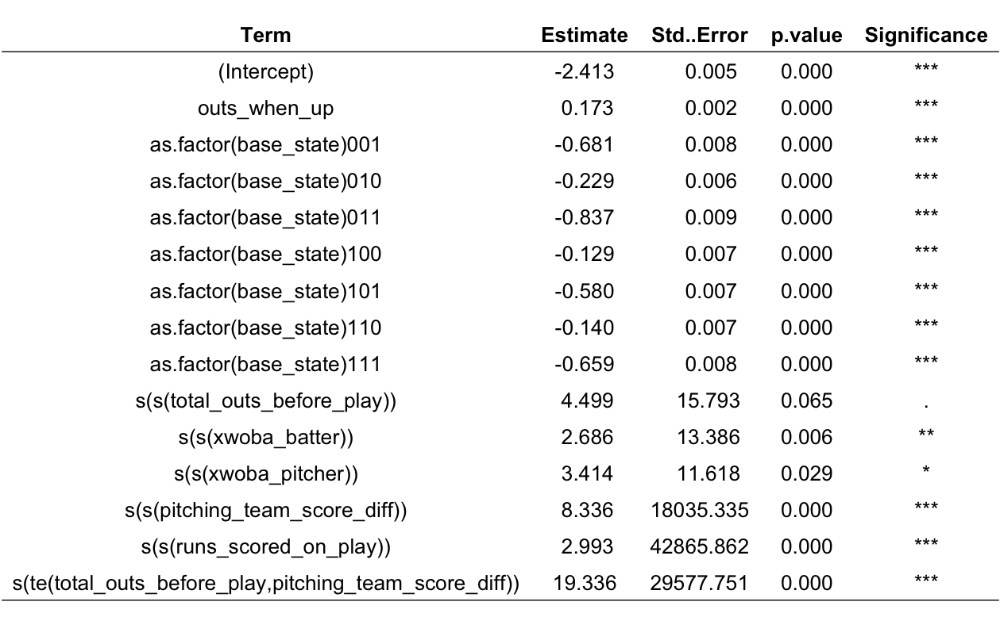 Term Estimate Std..Error p.value Significance
(Intercept) -2.413 0.005 0.000 ***
outs_when_up 0.173 0.002 0.000 ***
as.factor(base_state)001 -0.681 0.008 0.000 ***
as.factor(base_state)010 -0.229 0.006 0.000 ***
as.factor(base_state)011 -0.837 0.009 0.000 ***
as.factor(base_state)100 -0.129 0.007 0.000 ***
as.factor(base_state)101 -0.580 0.007 0.000 ***
as.factor(base_state)110 -0.140 0.007 0.000 ***
as.factor(base_state)111 -0.659 0.008 0.000 ***
s(s(total_outs_before_play)) 4.499 15.793 0.065 .
s(s(xwoba_batter)) 2.686 13.386 0.006 **
s(s(xwoba_pitcher)) 3.414 11.618 0.029 *
s(s(pitching_team_score_diff)) 8.336 18035.335 0.000 ***
s(s(runs_scored_on_play)) 2.993 42865.862 0.000 ***
s(te(total_outs_before_play,pitching_team_score_diff)) 19.336 29577.751 0.000 ***